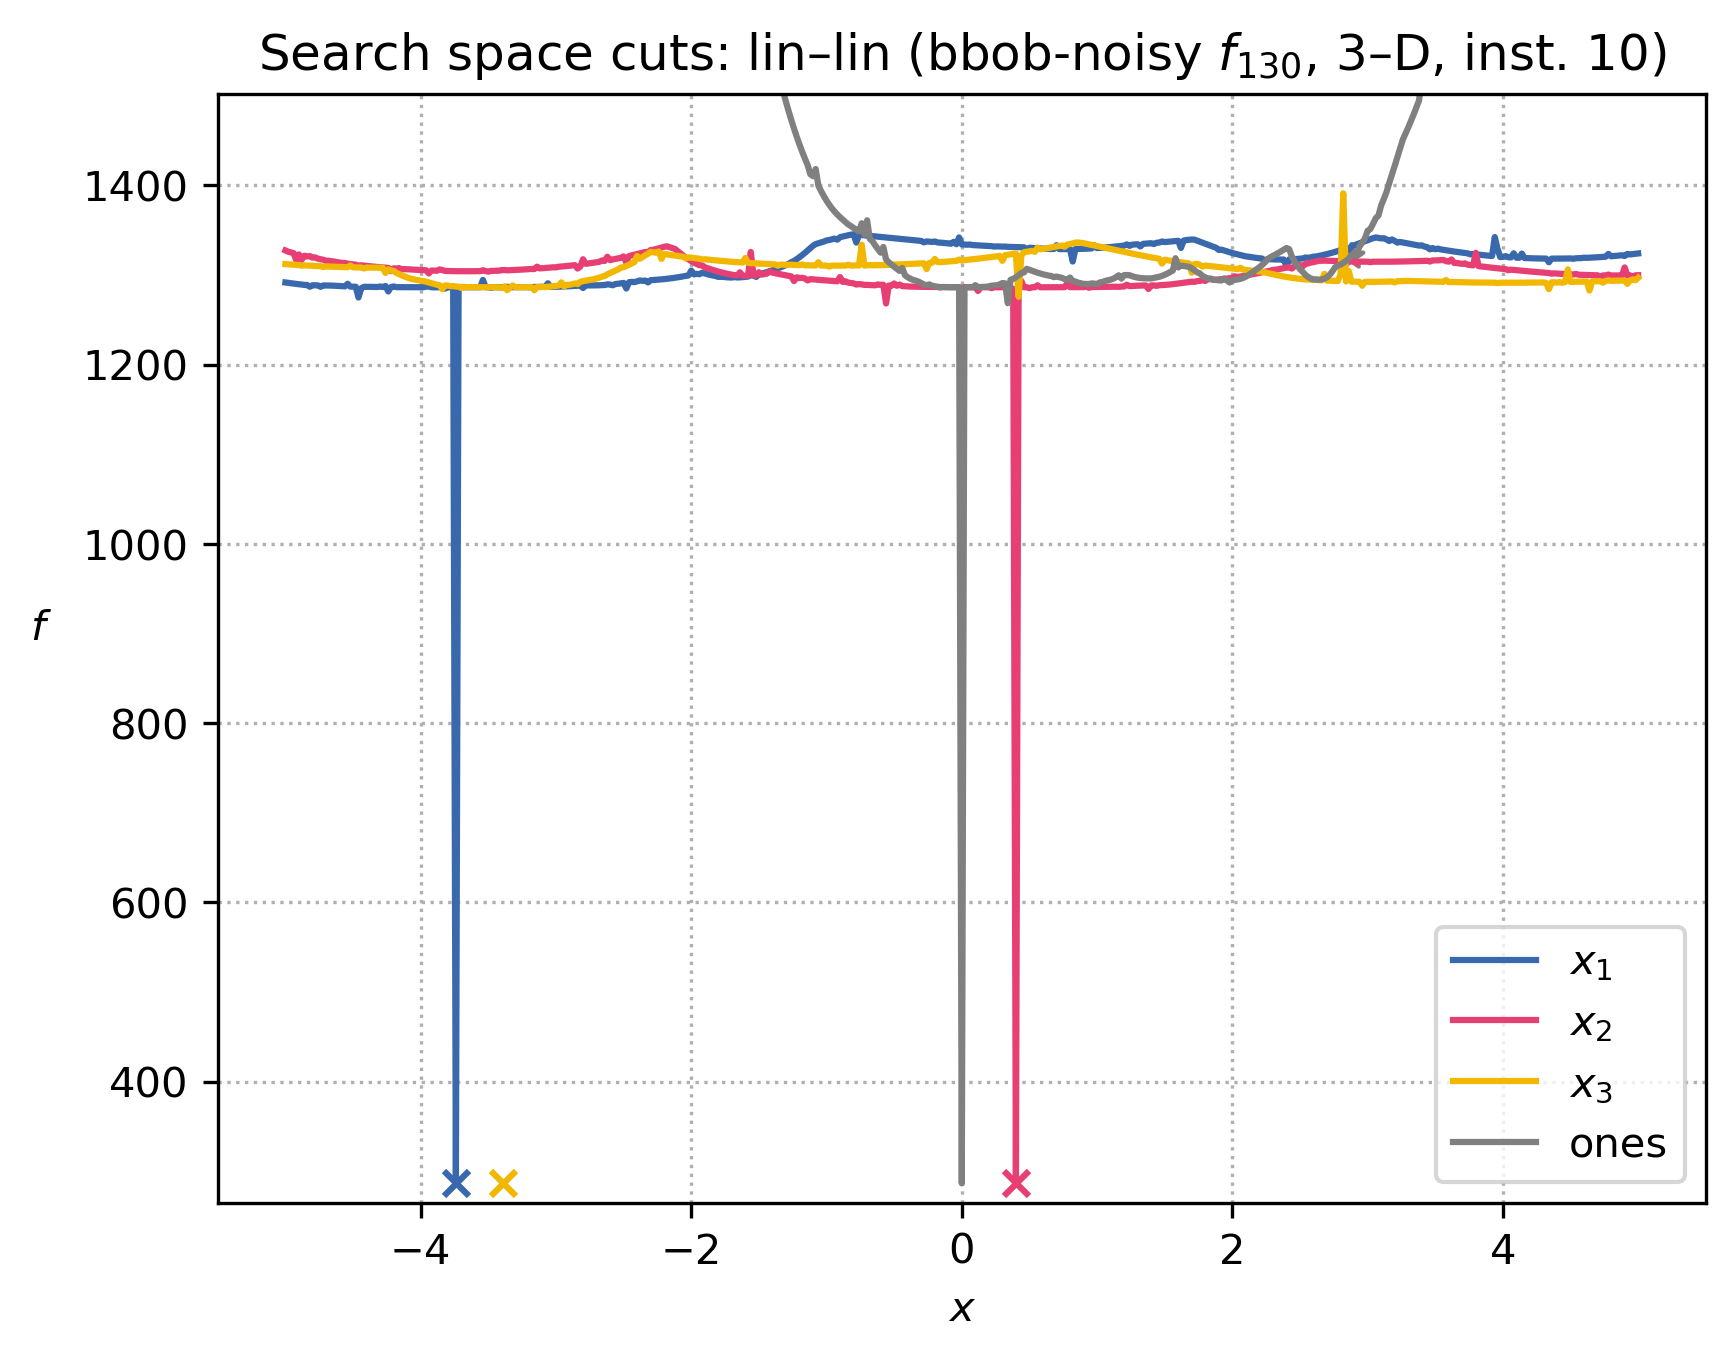 Search space cuts: lin–lin (bbob-noisy f₁₃₀, 3–D, inst. 10)
1400
1200
1000
800
600
400
f
−4 −2 0 2 4
x
x₁
x₂
x₃
ones